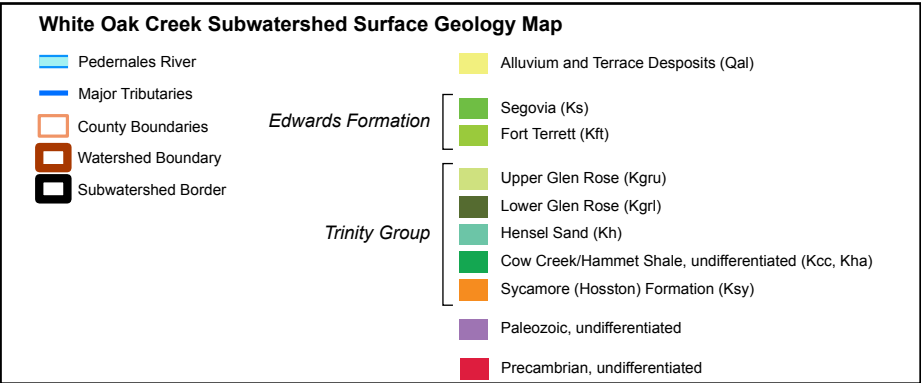 White Oak Creek Subwatershed Surface Geology Map
Pedernales River
Major Tributaries
County Boundaries
Watershed Boundary
Subwatershed Border
Alluvium and Terrace Desposits (Qal)
Edwards Formation
Segovia (Ks)
Fort Terrett (Kft)
Trinity Group
Upper Glen Rose (Kgru)
Lower Glen Rose (Kgrl)
Hensel Sand (Kh)
Cow Creek/Hammet Shale, undifferentiated (Kcc, Kha)
Sycamore (Hosston) Formation (Ksy)
Paleozoic, undifferentiated
Precambrian, undifferentiated